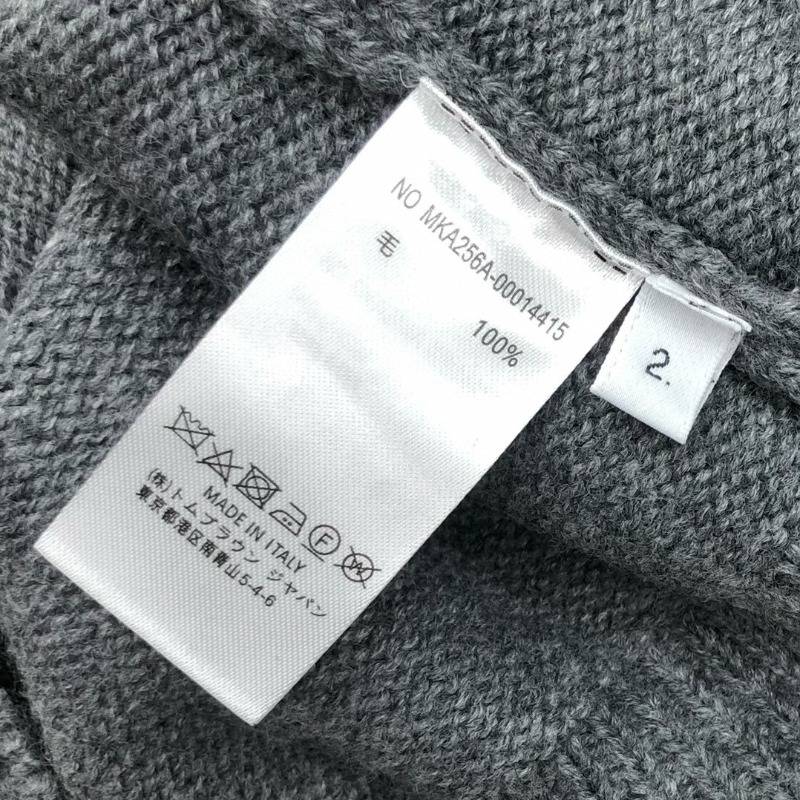 NO MKA256A-00014415
毛
100%
F
W
MADE IN ITALY
(株)トムブラウン ジャパン
東京都港区南青山5-4-6
2.